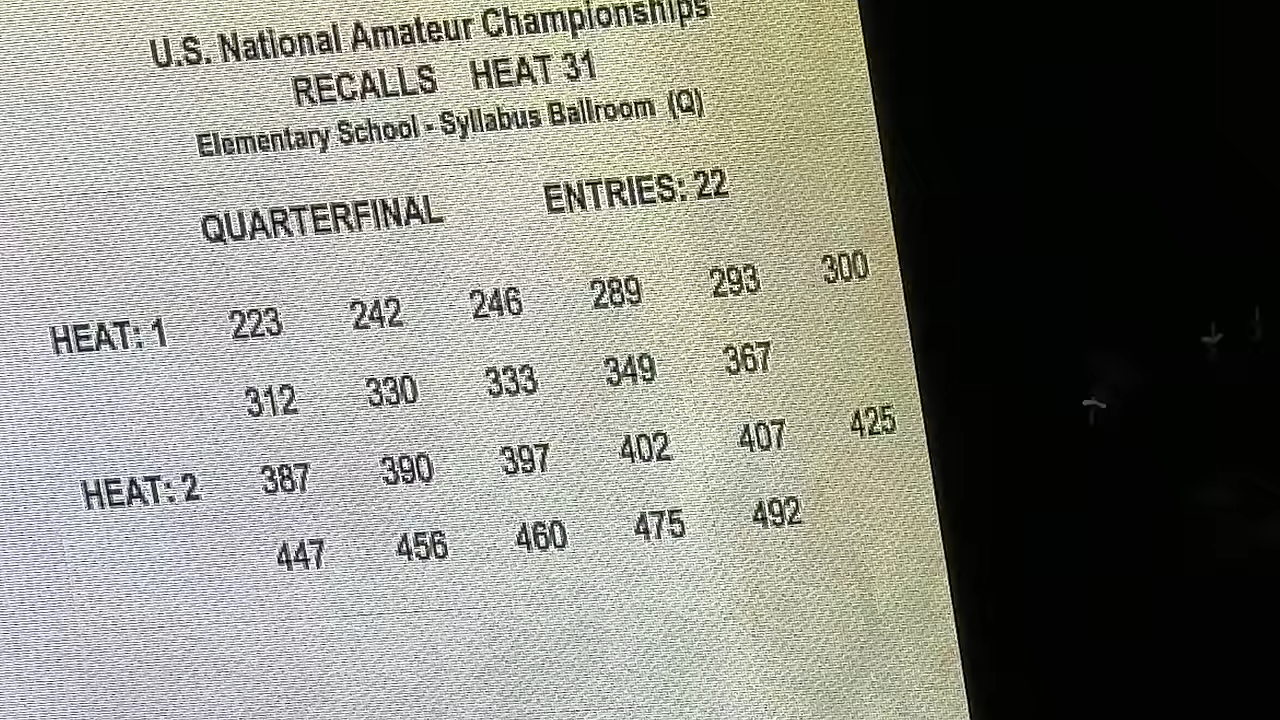 U.S. National Amateur Championships
RECALLS HEAT 31
Elementary School - Syllabus Ballroom (Q)
QUARTERFINAL ENTRIES: 22
HEAT: 1 223 242 246 289 293 300
312 330 333 349 367
HEAT: 2 387 390 397 402 407 425
447 456 460 475 492